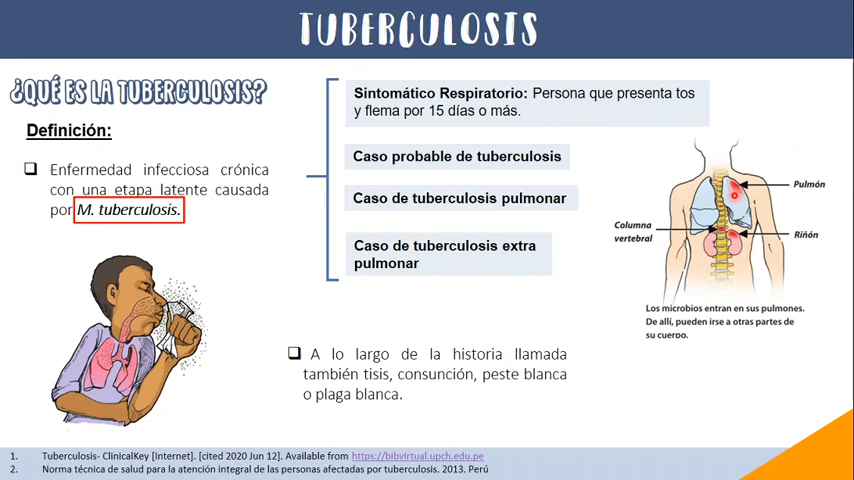 TUBERCULOSIS
¿QUÉ ES LA TUBERCULOSIS?
Definición:
Enfermedad infecciosa crónica
con una etapa latente causada
por M. tuberculosis.
Sintomático Respiratorio: Persona que presenta tos
y flema por 15 días o más.
Caso probable de tuberculosis
Caso de tuberculosis pulmonar
Caso de tuberculosis extra
pulmonar
Pulmón
Columna
vertebral
Riñón
Los microbios entran en sus pulmones.
De allí, pueden irse a otras partes de
su cuerpo.
A lo largo de la historia llamada
también tisis, consunción, peste blanca
o plaga blanca.
1. Tuberculosis- ClinicalKey [Internet]. [cited 2020 Jun 12]. Available from https://bibvirtual.upch.edu.pe
2. Norma técnica de salud para la atención integral de las personas afectadas por tuberculosis. 2013. Perú